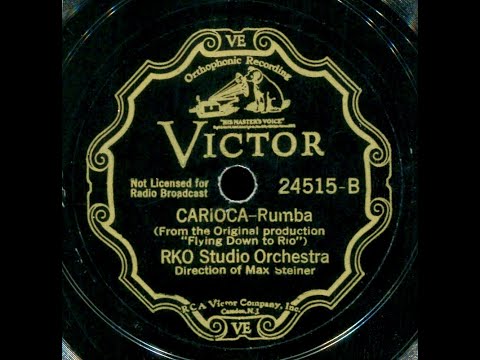 VE
Orthophonic Recording
"HIS MASTER'S VOICE"
VICTOR
Not Licensed for
Radio Broadcast
24515-B
CARIOCA-Rumba
(From the Original production
"Flying Down to Rio")
RKO Studio Orchestra
Direction of Max Steiner
RCA Victor Company, Inc.
Camden, N.J.
VE